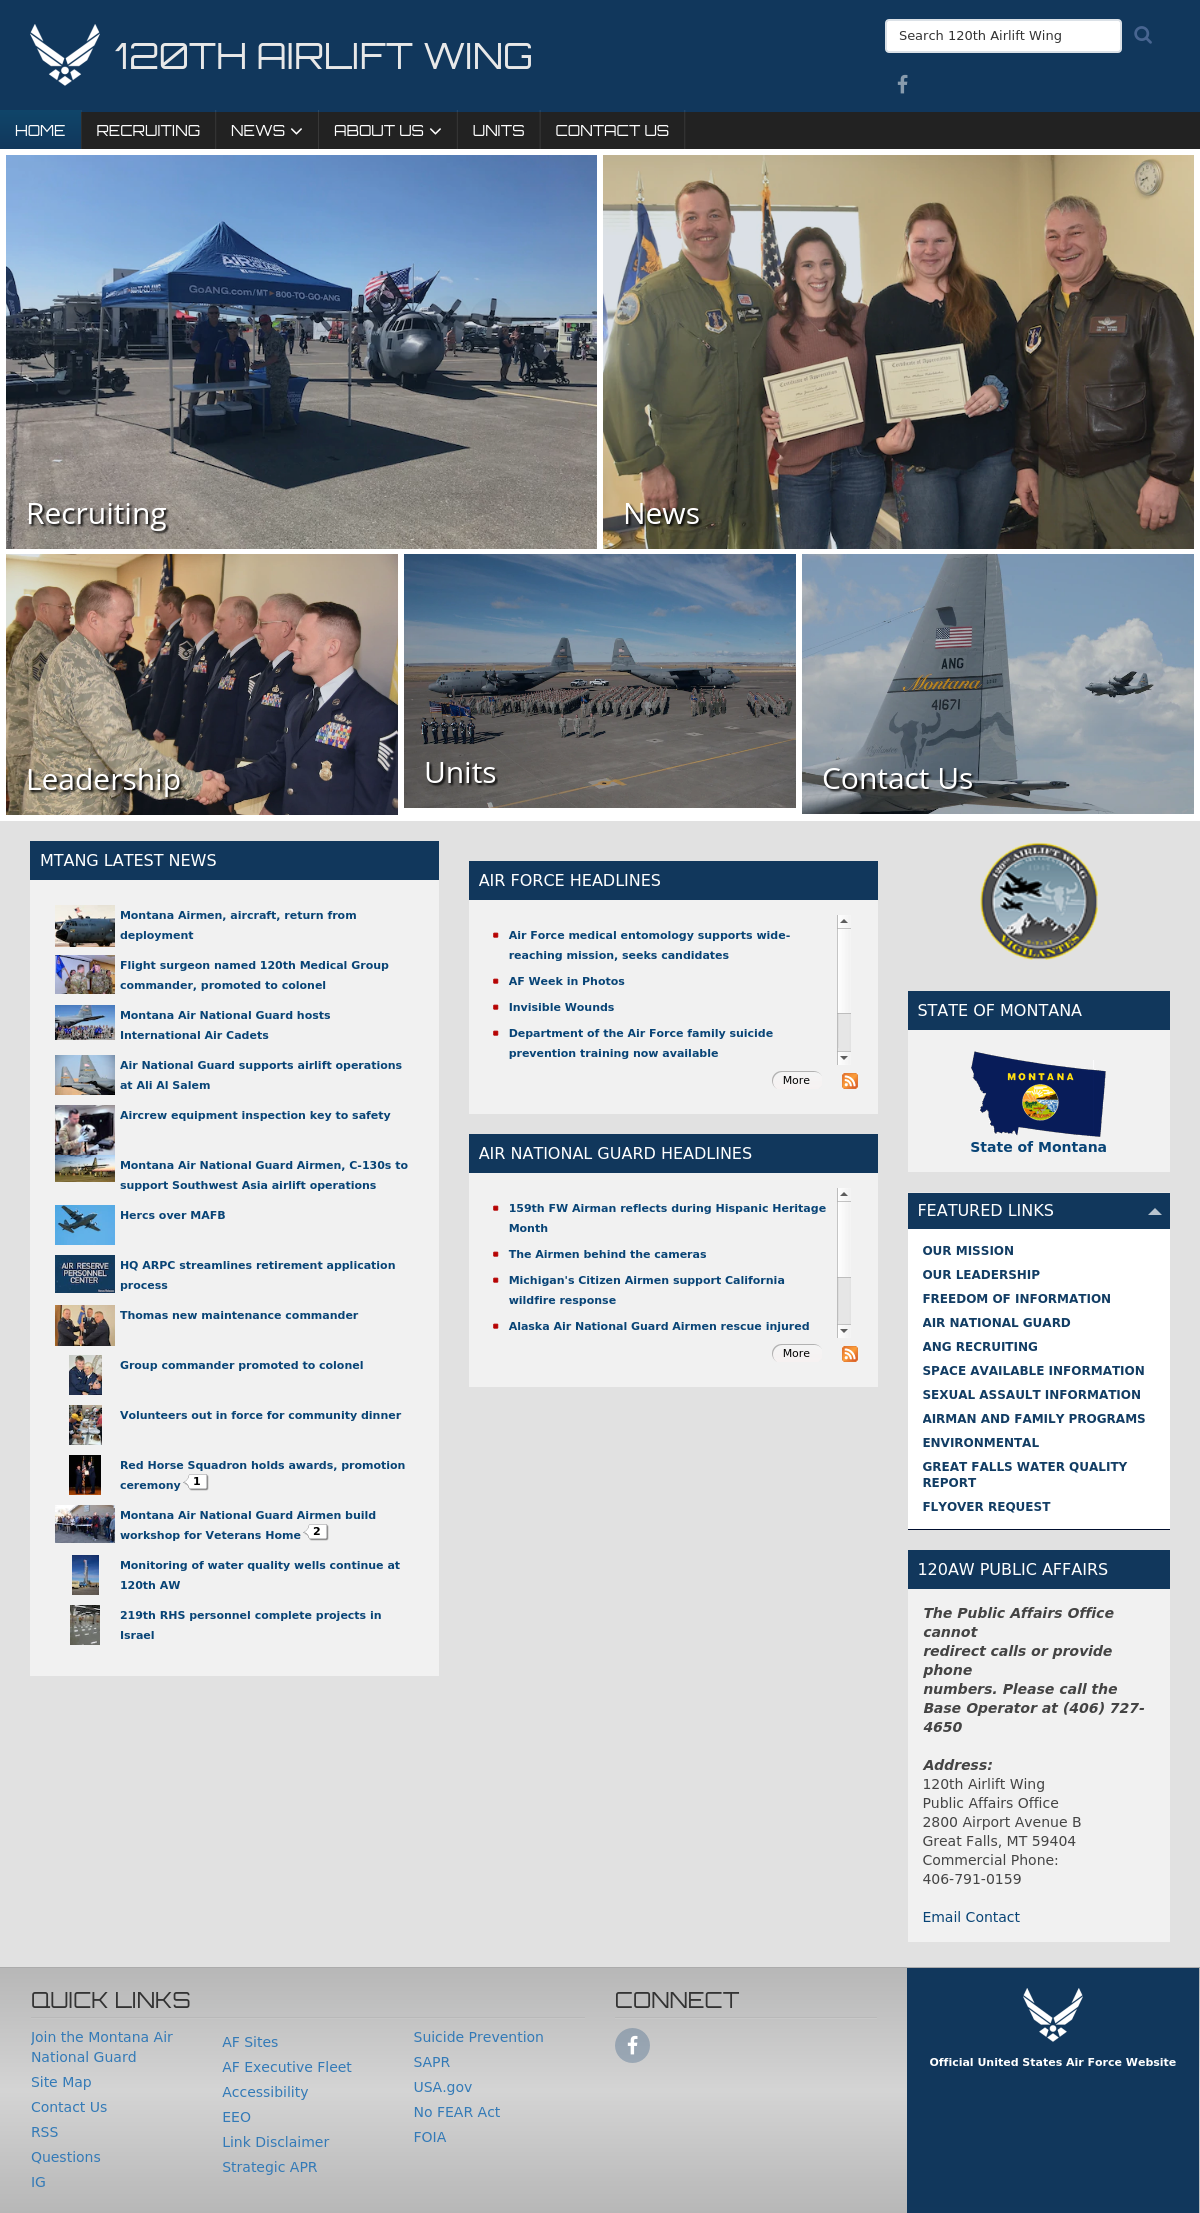 120TH AIRLIFT WING
Search 120th Airlift Wing
HOME
RECRUITING
NEWS
ABOUT US
UNITS
CONTACT US
GoANG.com/MT 800-TO-GO-ANG
Recruiting
News
Leadership
Units
ANG
Montana
41671
Contact Us
MTANG LATEST NEWS
Montana Airmen, aircraft, return from
deployment
Flight surgeon named 120th Medical Group
commander, promoted to colonel
Montana Air National Guard hosts
International Air Cadets
Air National Guard supports airlift operations
at Ali Al Salem
Aircrew equipment inspection key to safety
Montana Air National Guard Airmen, C-130s to
support Southwest Asia airlift operations
Hercs over MAFB
AIR RESERVE
PERSONNEL
CENTER
HQ ARPC streamlines retirement application
process
Thomas new maintenance commander
Group commander promoted to colonel
Volunteers out in force for community dinner
Red Horse Squadron holds awards, promotion
ceremony 1
Montana Air National Guard Airmen build
workshop for Veterans Home 2
Monitoring of water quality wells continue at
120th AW
219th RHS personnel complete projects in
Israel
AIR FORCE HEADLINES
Air Force medical entomology supports wide-
reaching mission, seeks candidates
AF Week in Photos
Invisible Wounds
Department of the Air Force family suicide
prevention training now available
More
AIR NATIONAL GUARD HEADLINES
159th FW Airman reflects during Hispanic Heritage
Month
The Airmen behind the cameras
Michigan's Citizen Airmen support California
wildfire response
Alaska Air National Guard Airmen rescue injured
More
120th AIRLIFT WING
VIGILANTES
STATE OF MONTANA
MONTANA
State of Montana
FEATURED LINKS
OUR MISSION
OUR LEADERSHIP
FREEDOM OF INFORMATION
AIR NATIONAL GUARD
ANG RECRUITING
SPACE AVAILABLE INFORMATION
SEXUAL ASSAULT INFORMATION
AIRMAN AND FAMILY PROGRAMS
ENVIRONMENTAL
GREAT FALLS WATER QUALITY
REPORT
FLYOVER REQUEST
120AW PUBLIC AFFAIRS
The Public Affairs Office
cannot
redirect calls or provide
phone
numbers. Please call the
Base Operator at (406) 727-
4650
Address:
120th Airlift Wing
Public Affairs Office
2800 Airport Avenue B
Great Falls, MT 59404
Commercial Phone:
406-791-0159
Email Contact
QUICK LINKS
Join the Montana Air
National Guard
Site Map
Contact Us
RSS
Questions
IG
AF Sites
AF Executive Fleet
Accessibility
EEO
Link Disclaimer
Strategic APR
Suicide Prevention
SAPR
USA.gov
No FEAR Act
FOIA
CONNECT
Official United States Air Force Website